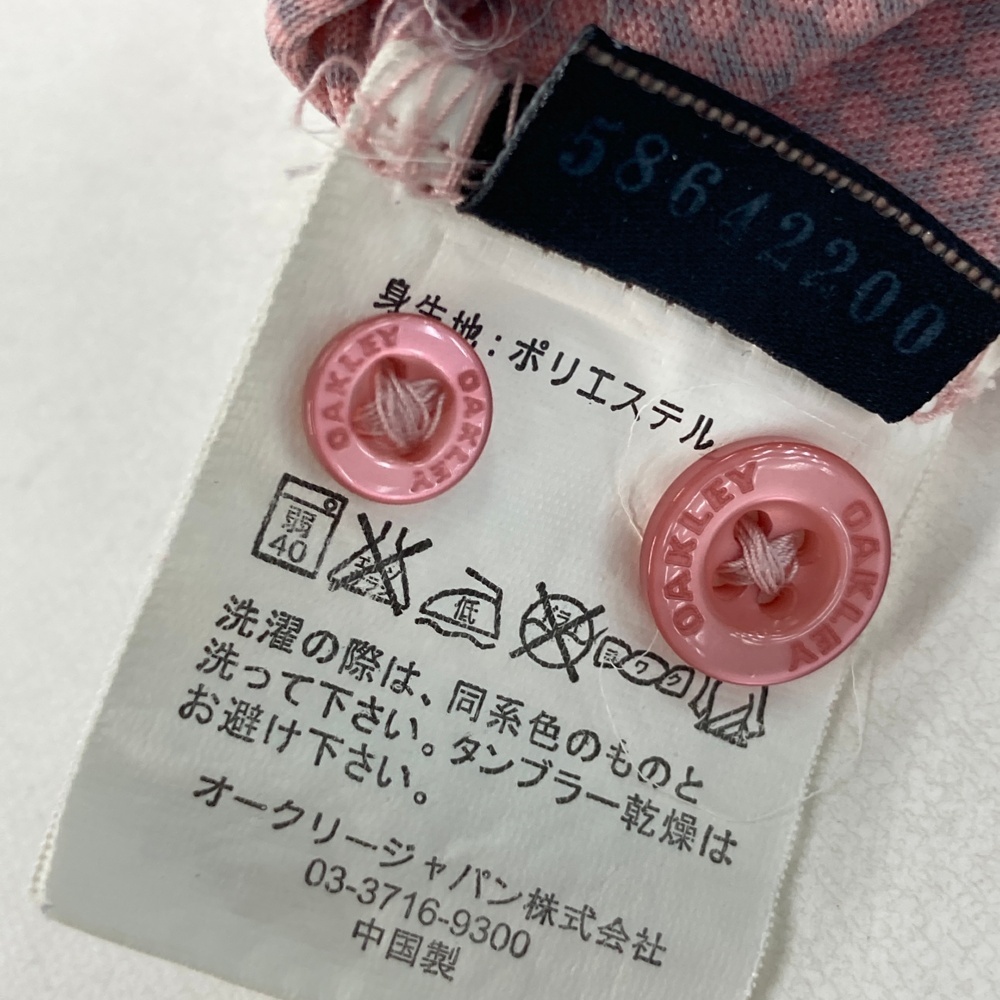 58642200
身生地：ポリエステル
OAKLEY OAKLEY
OAKLEY OAKLEY
弱
40
低
洗濯の際は、同系色のものと
洗って下さい。タンブラー乾燥は
お避け下さい。
オークリージャパン株式会社
03-3716-9300
中国製